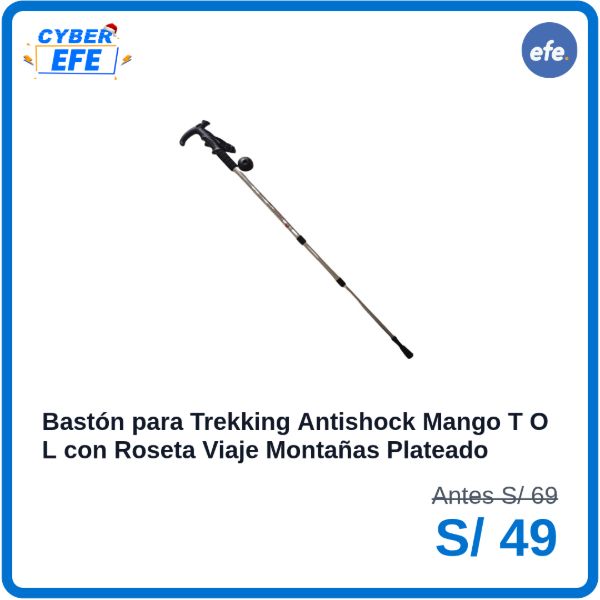 CYBER
EFE
efe.
Bastón para Trekking Antishock Mango T O
L con Roseta Viaje Montañas Plateado
Antes S/ 69
S/ 49